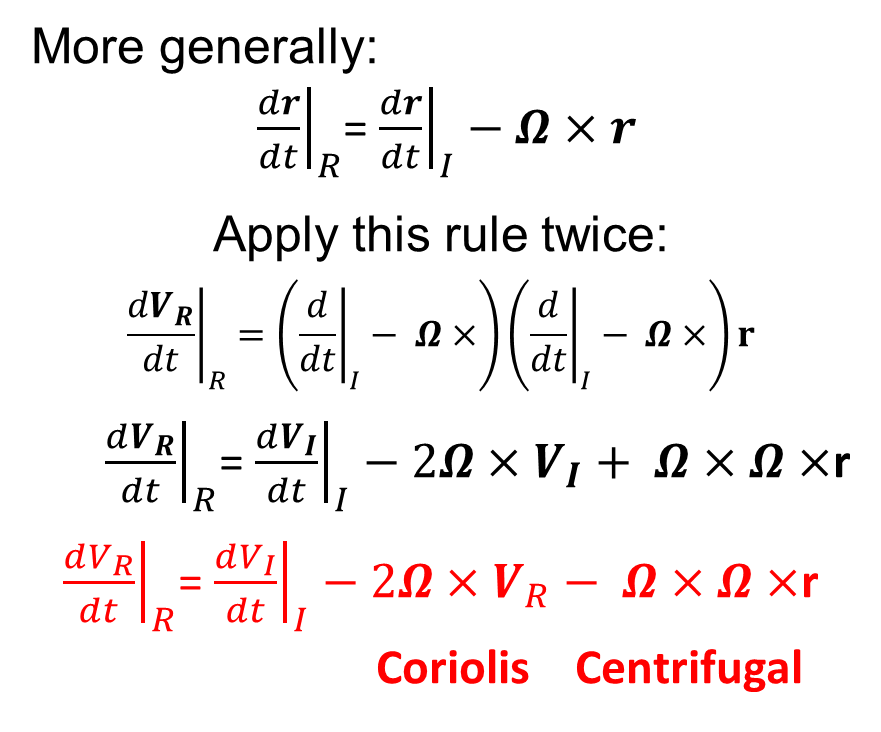 More generally:
d𝒓/dt|_R = d𝒓/dt|_I − 𝜴 × 𝒓
Apply this rule twice:
d𝑽_𝑹/dt|_R = (d/dt|_I − 𝜴 ×)(d/dt|_I − 𝜴 ×)𝐫
d𝑽_𝑹/dt|_R = d𝑽_𝑰/dt|_I − 2𝜴 × 𝑽_𝑰 + 𝜴 × 𝜴 ×𝐫
dV_R/dt|_R = dV_I/dt|_I − 2𝜴 × 𝑽_R − 𝜴 × 𝜴 ×𝐫
Coriolis Centrifugal